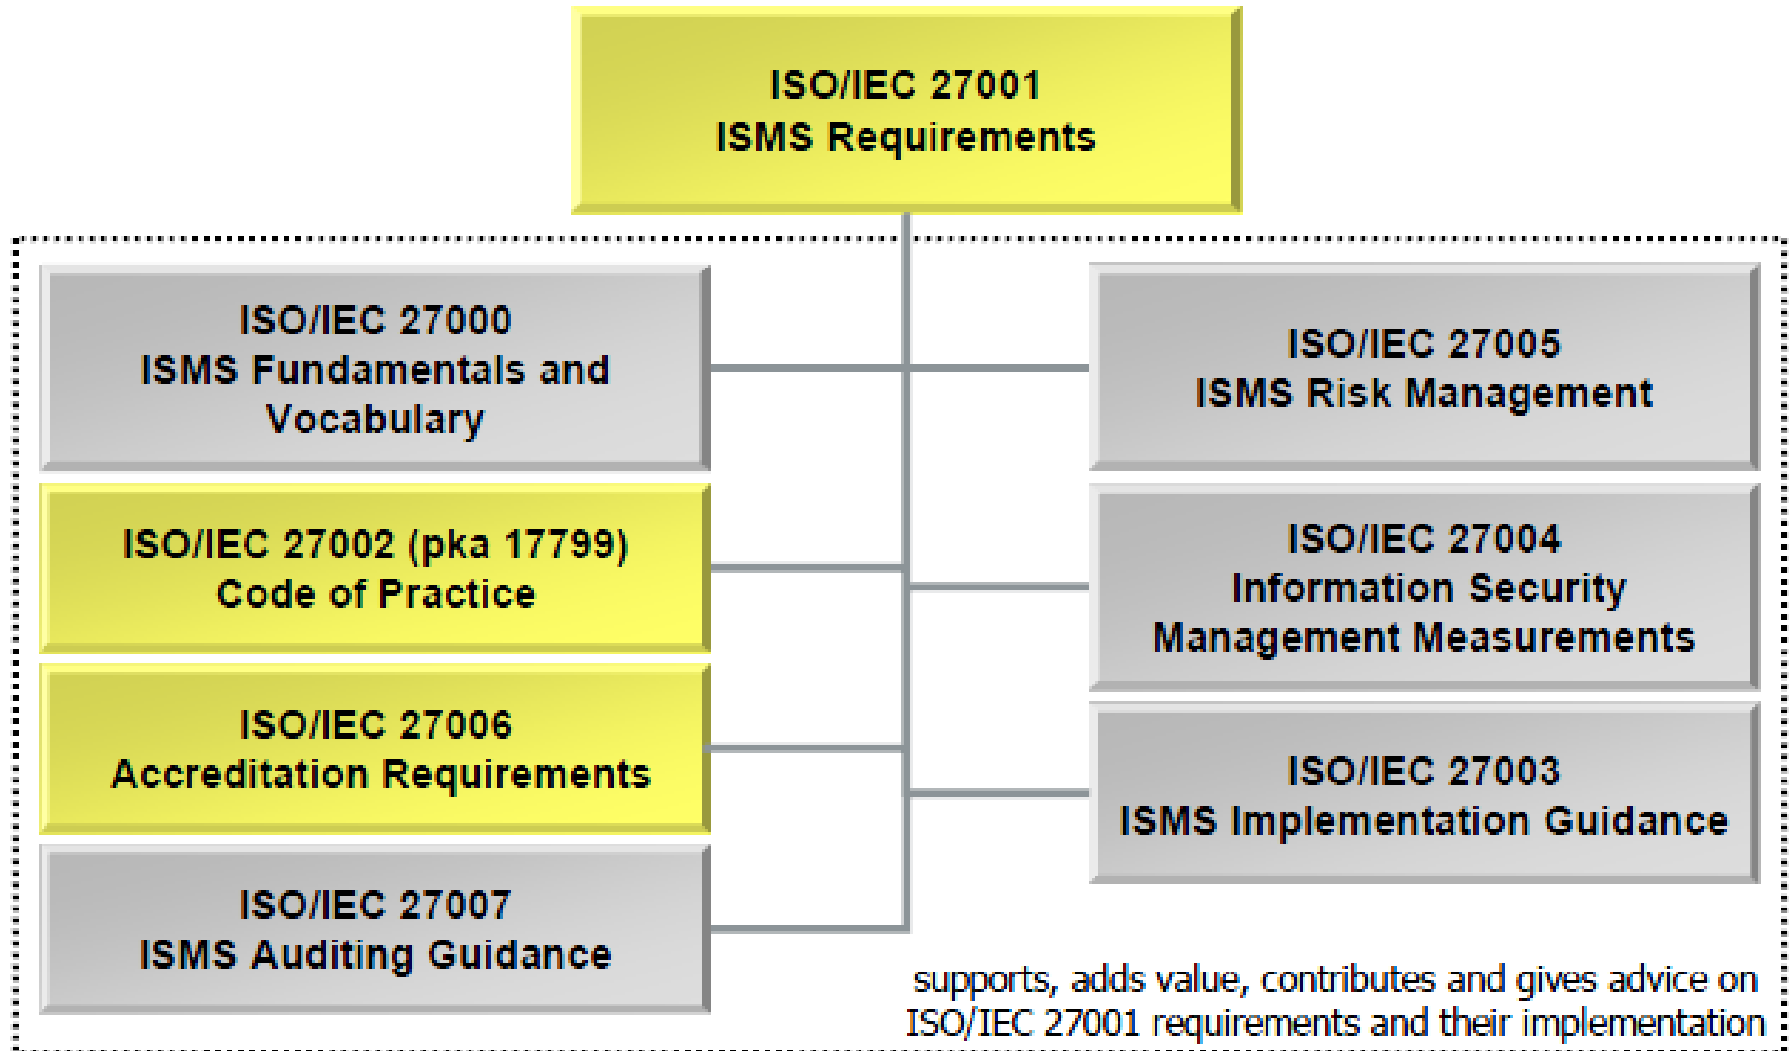 ISO/IEC 27001
ISMS Requirements
ISO/IEC 27000
ISMS Fundamentals and
Vocabulary
ISO/IEC 27002 (pka 17799)
Code of Practice
ISO/IEC 27006
Accreditation Requirements
ISO/IEC 27007
ISMS Auditing Guidance
ISO/IEC 27005
ISMS Risk Management
ISO/IEC 27004
Information Security
Management Measurements
ISO/IEC 27003
ISMS Implementation Guidance
supports, adds value, contributes and gives advice on
ISO/IEC 27001 requirements and their implementation